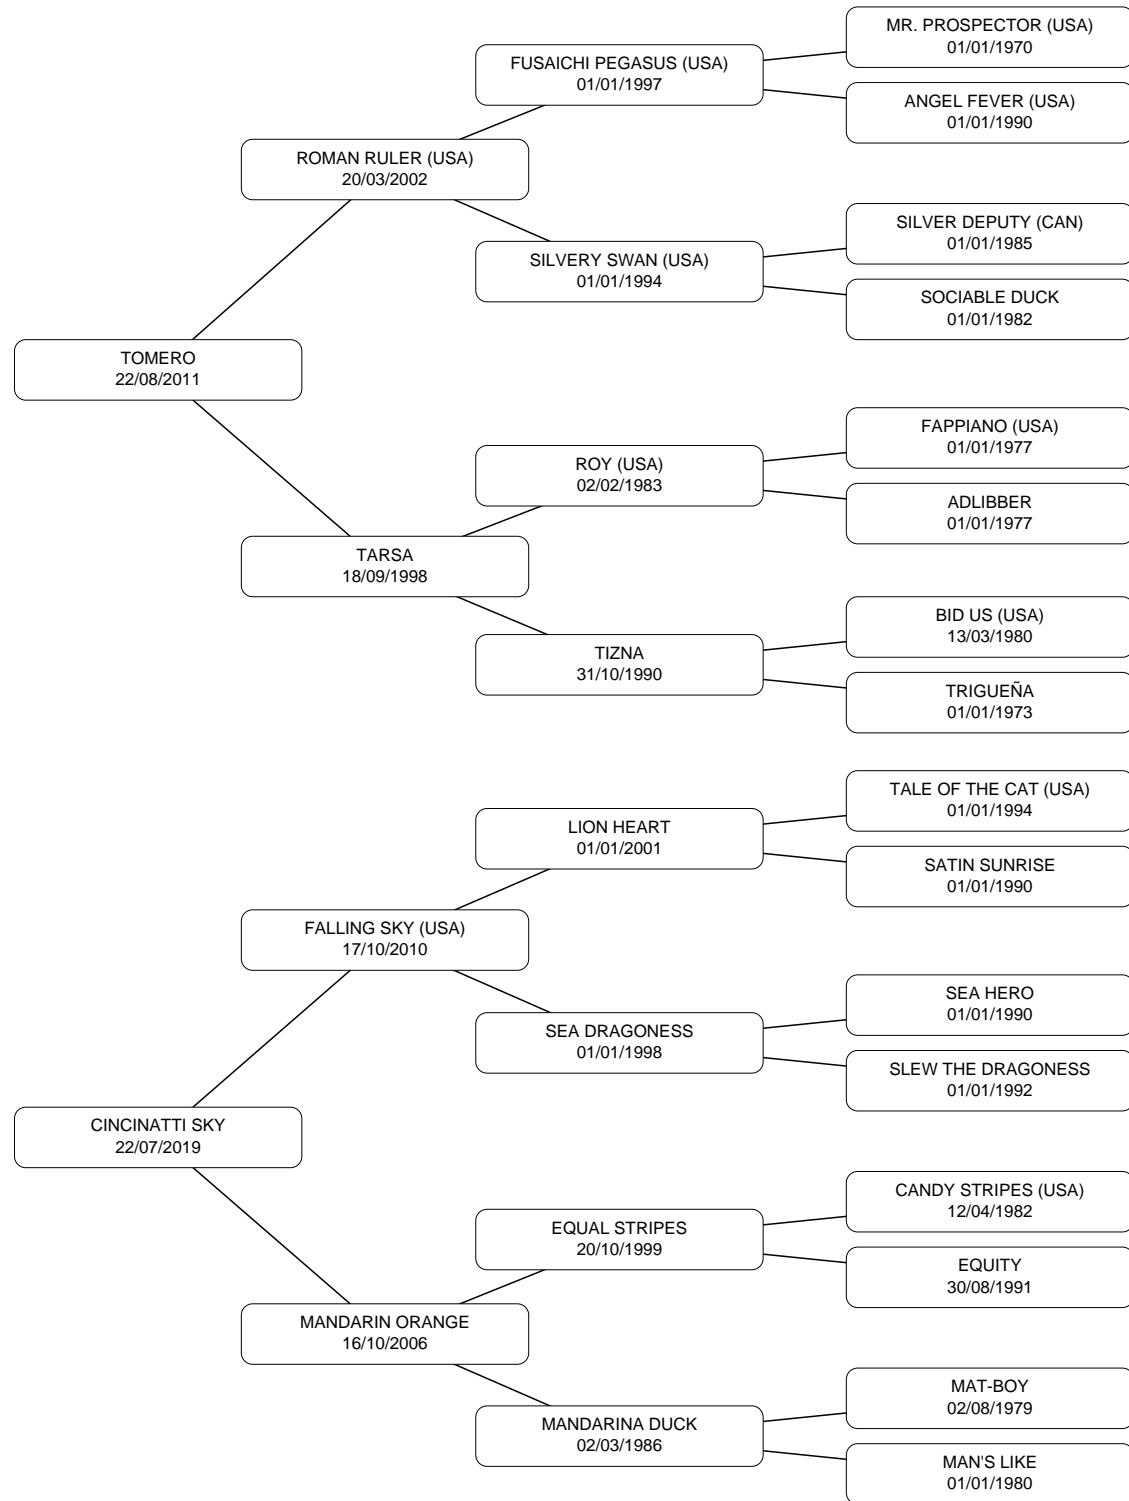 MR. PROSPECTOR (USA)
01/01/1970
FUSAICHI PEGASUS (USA)
01/01/1997
ANGEL FEVER (USA)
01/01/1990
ROMAN RULER (USA)
20/03/2002
SILVER DEPUTY (CAN)
01/01/1985
SILVERY SWAN (USA)
01/01/1994
SOCIABLE DUCK
01/01/1982
TOMERO
22/08/2011
FAPPIANO (USA)
01/01/1977
ROY (USA)
02/02/1983
ADLIBBER
01/01/1977
TARSA
18/09/1998
BID US (USA)
13/03/1980
TIZNA
31/10/1990
TRIGUEÑA
01/01/1973
TALE OF THE CAT (USA)
01/01/1994
LION HEART
01/01/2001
SATIN SUNRISE
01/01/1990
FALLING SKY (USA)
17/10/2010
SEA HERO
01/01/1990
SEA DRAGONESS
01/01/1998
SLEW THE DRAGONESS
01/01/1992
CINCINATTI SKY
22/07/2019
CANDY STRIPES (USA)
12/04/1982
EQUAL STRIPES
20/10/1999
EQUITY
30/08/1991
MANDARIN ORANGE
16/10/2006
MAT-BOY
02/08/1979
MANDARINA DUCK
02/03/1986
MAN'S LIKE
01/01/1980